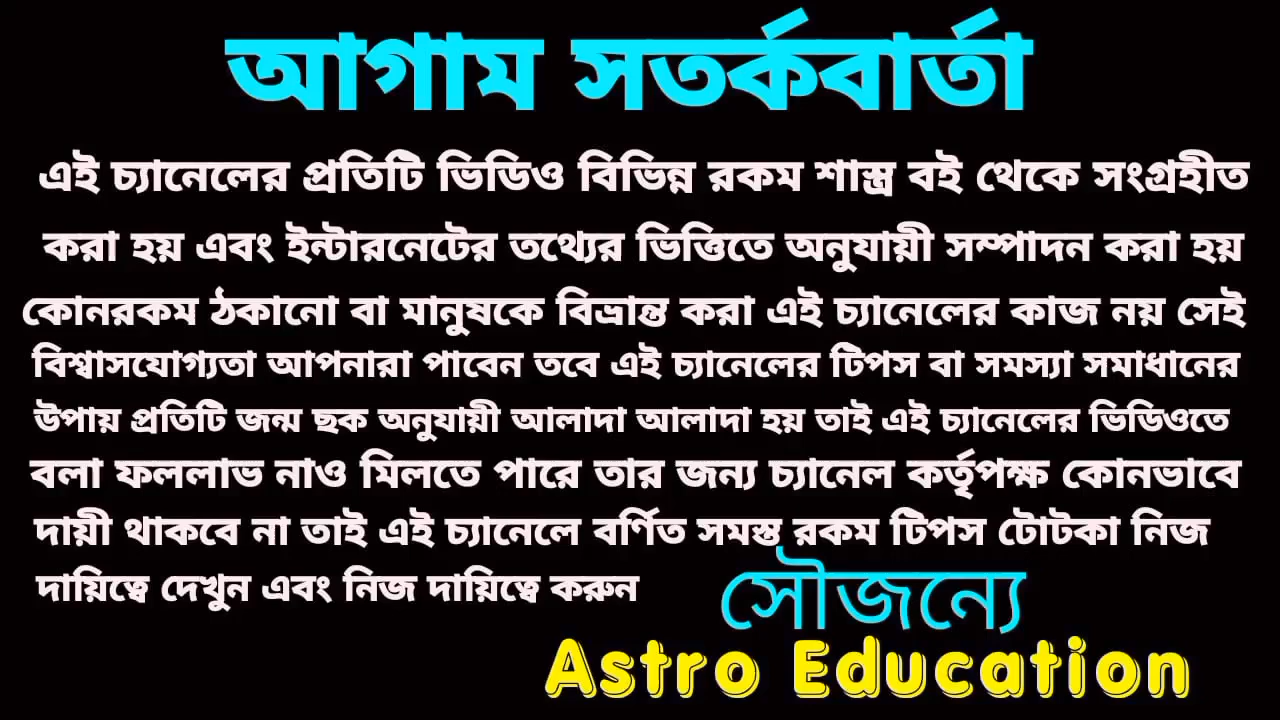 আগাম সতর্কবার্তা
এই চ্যানেলের প্রতিটি ভিডিও বিভিন্ন রকম শাস্ত্র বই থেকে সংগ্রহীত
করা হয় এবং ইন্টারনেটের তথ্যের ভিত্তিতে অনুযায়ী সম্পাদন করা হয়
কোনরকম ঠকানো বা মানুষকে বিভ্রান্ত করা এই চ্যানেলের কাজ নয় সেই
বিশ্বাসযোগ্যতা আপনারা পাবেন তবে এই চ্যানেলের টিপস বা সমস্যা সমাধানের
উপায় প্রতিটি জন্ম ছক অনুযায়ী আলাদা আলাদা হয় তাই এই চ্যানেলের ভিডিওতে
বলা ফললাভ নাও মিলতে পারে তার জন্য চ্যানেল কর্তৃপক্ষ কোনভাবে
দায়ী থাকবে না তাই এই চ্যানেলে বর্ণিত সমস্ত রকম টিপস টোটকা নিজ
দায়িত্বে দেখুন এবং নিজ দায়িত্বে করুন
সৌজন্যে
Astro Education